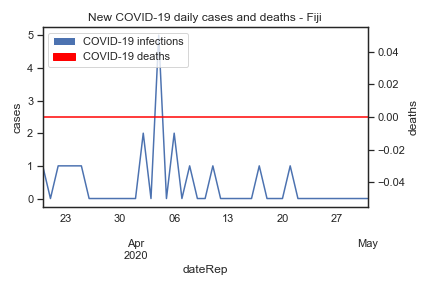 New COVID-19 daily cases and deaths - Fiji
COVID-19 infections
COVID-19 deaths
cases
5
4
3
2
1
0
deaths
0.04
0.02
0.00
−0.02
−0.04
23 30 06 13 20 27
Apr May
2020
dateRep